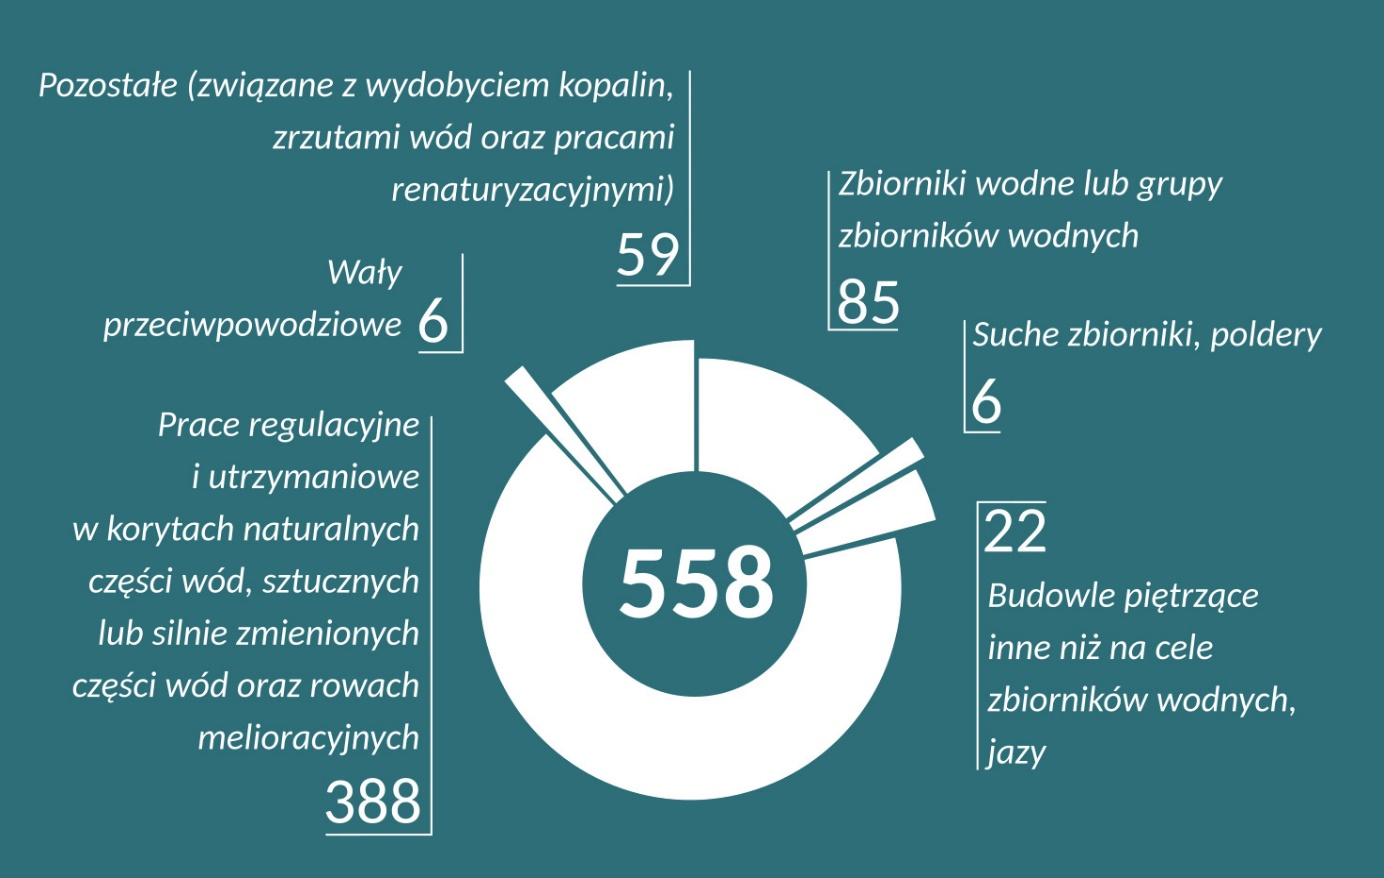 Pozostałe (związane z wydobyciem kopalin,
zrzutami wód oraz pracami
renaturyzacyjnymi)
59
Zbiorniki wodne lub grupy
zbiorników wodnych
85
Wały
przeciwpowodziowe 6
Suche zbiorniki, poldery
6
Prace regulacyjne
i utrzymaniowe
w korytach naturalnych
części wód, sztucznych
lub silnie zmienionych
części wód oraz rowach
melioracyjnych
388
558
22
Budowle piętrzące
inne niż na cele
zbiorników wodnych,
jazy